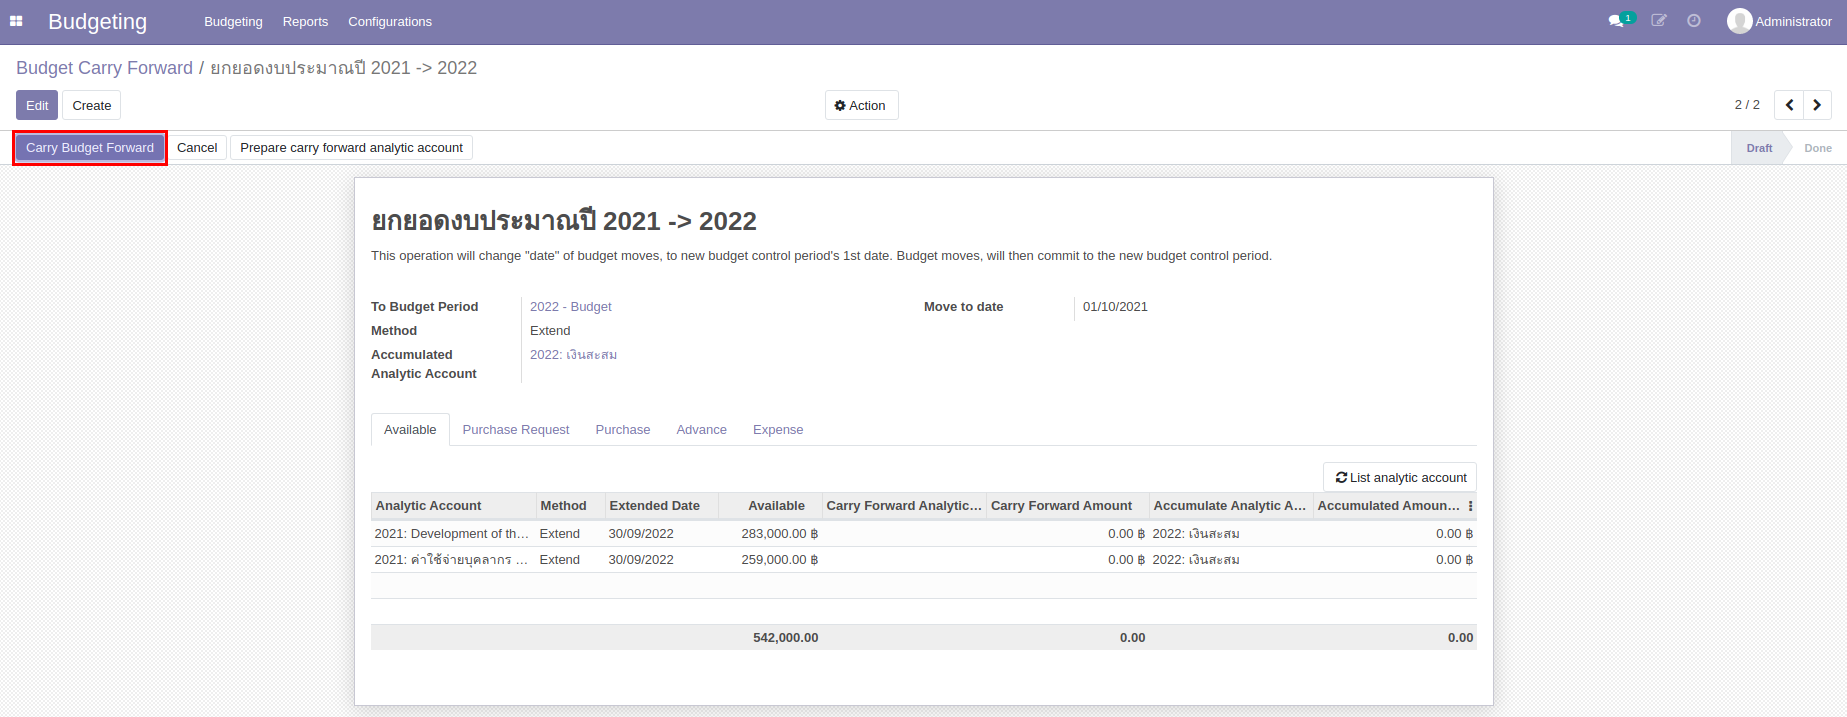 Budgeting Budgeting Reports Configurations 1 Administrator
Budget Carry Forward / ยกยอดงบประมาณปี 2021 -> 2022
Edit Create Action 2 / 2
Carry Budget Forward Cancel Prepare carry forward analytic account Draft Done
ยกยอดงบประมาณปี 2021 -> 2022
This operation will change "date" of budget moves, to new budget control period's 1st date. Budget moves, will then commit to the new budget control period.
To Budget Period 2022 - Budget Move to date 01/10/2021
Method Extend
Accumulated 2022: เงินสะสม
Analytic Account
Available Purchase Request Purchase Advance Expense
List analytic account
Analytic Account Method Extended Date Available Carry Forward Analytic... Carry Forward Amount Accumulate Analytic A... Accumulated Amoun...
2021: Development of th... Extend 30/09/2022 283,000.00 ฿ 0.00 ฿ 2022: เงินสะสม 0.00 ฿
2021: ค่าใช้จ่ายบุคลากร ... Extend 30/09/2022 259,000.00 ฿ 0.00 ฿ 2022: เงินสะสม 0.00 ฿
542,000.00 0.00 0.00